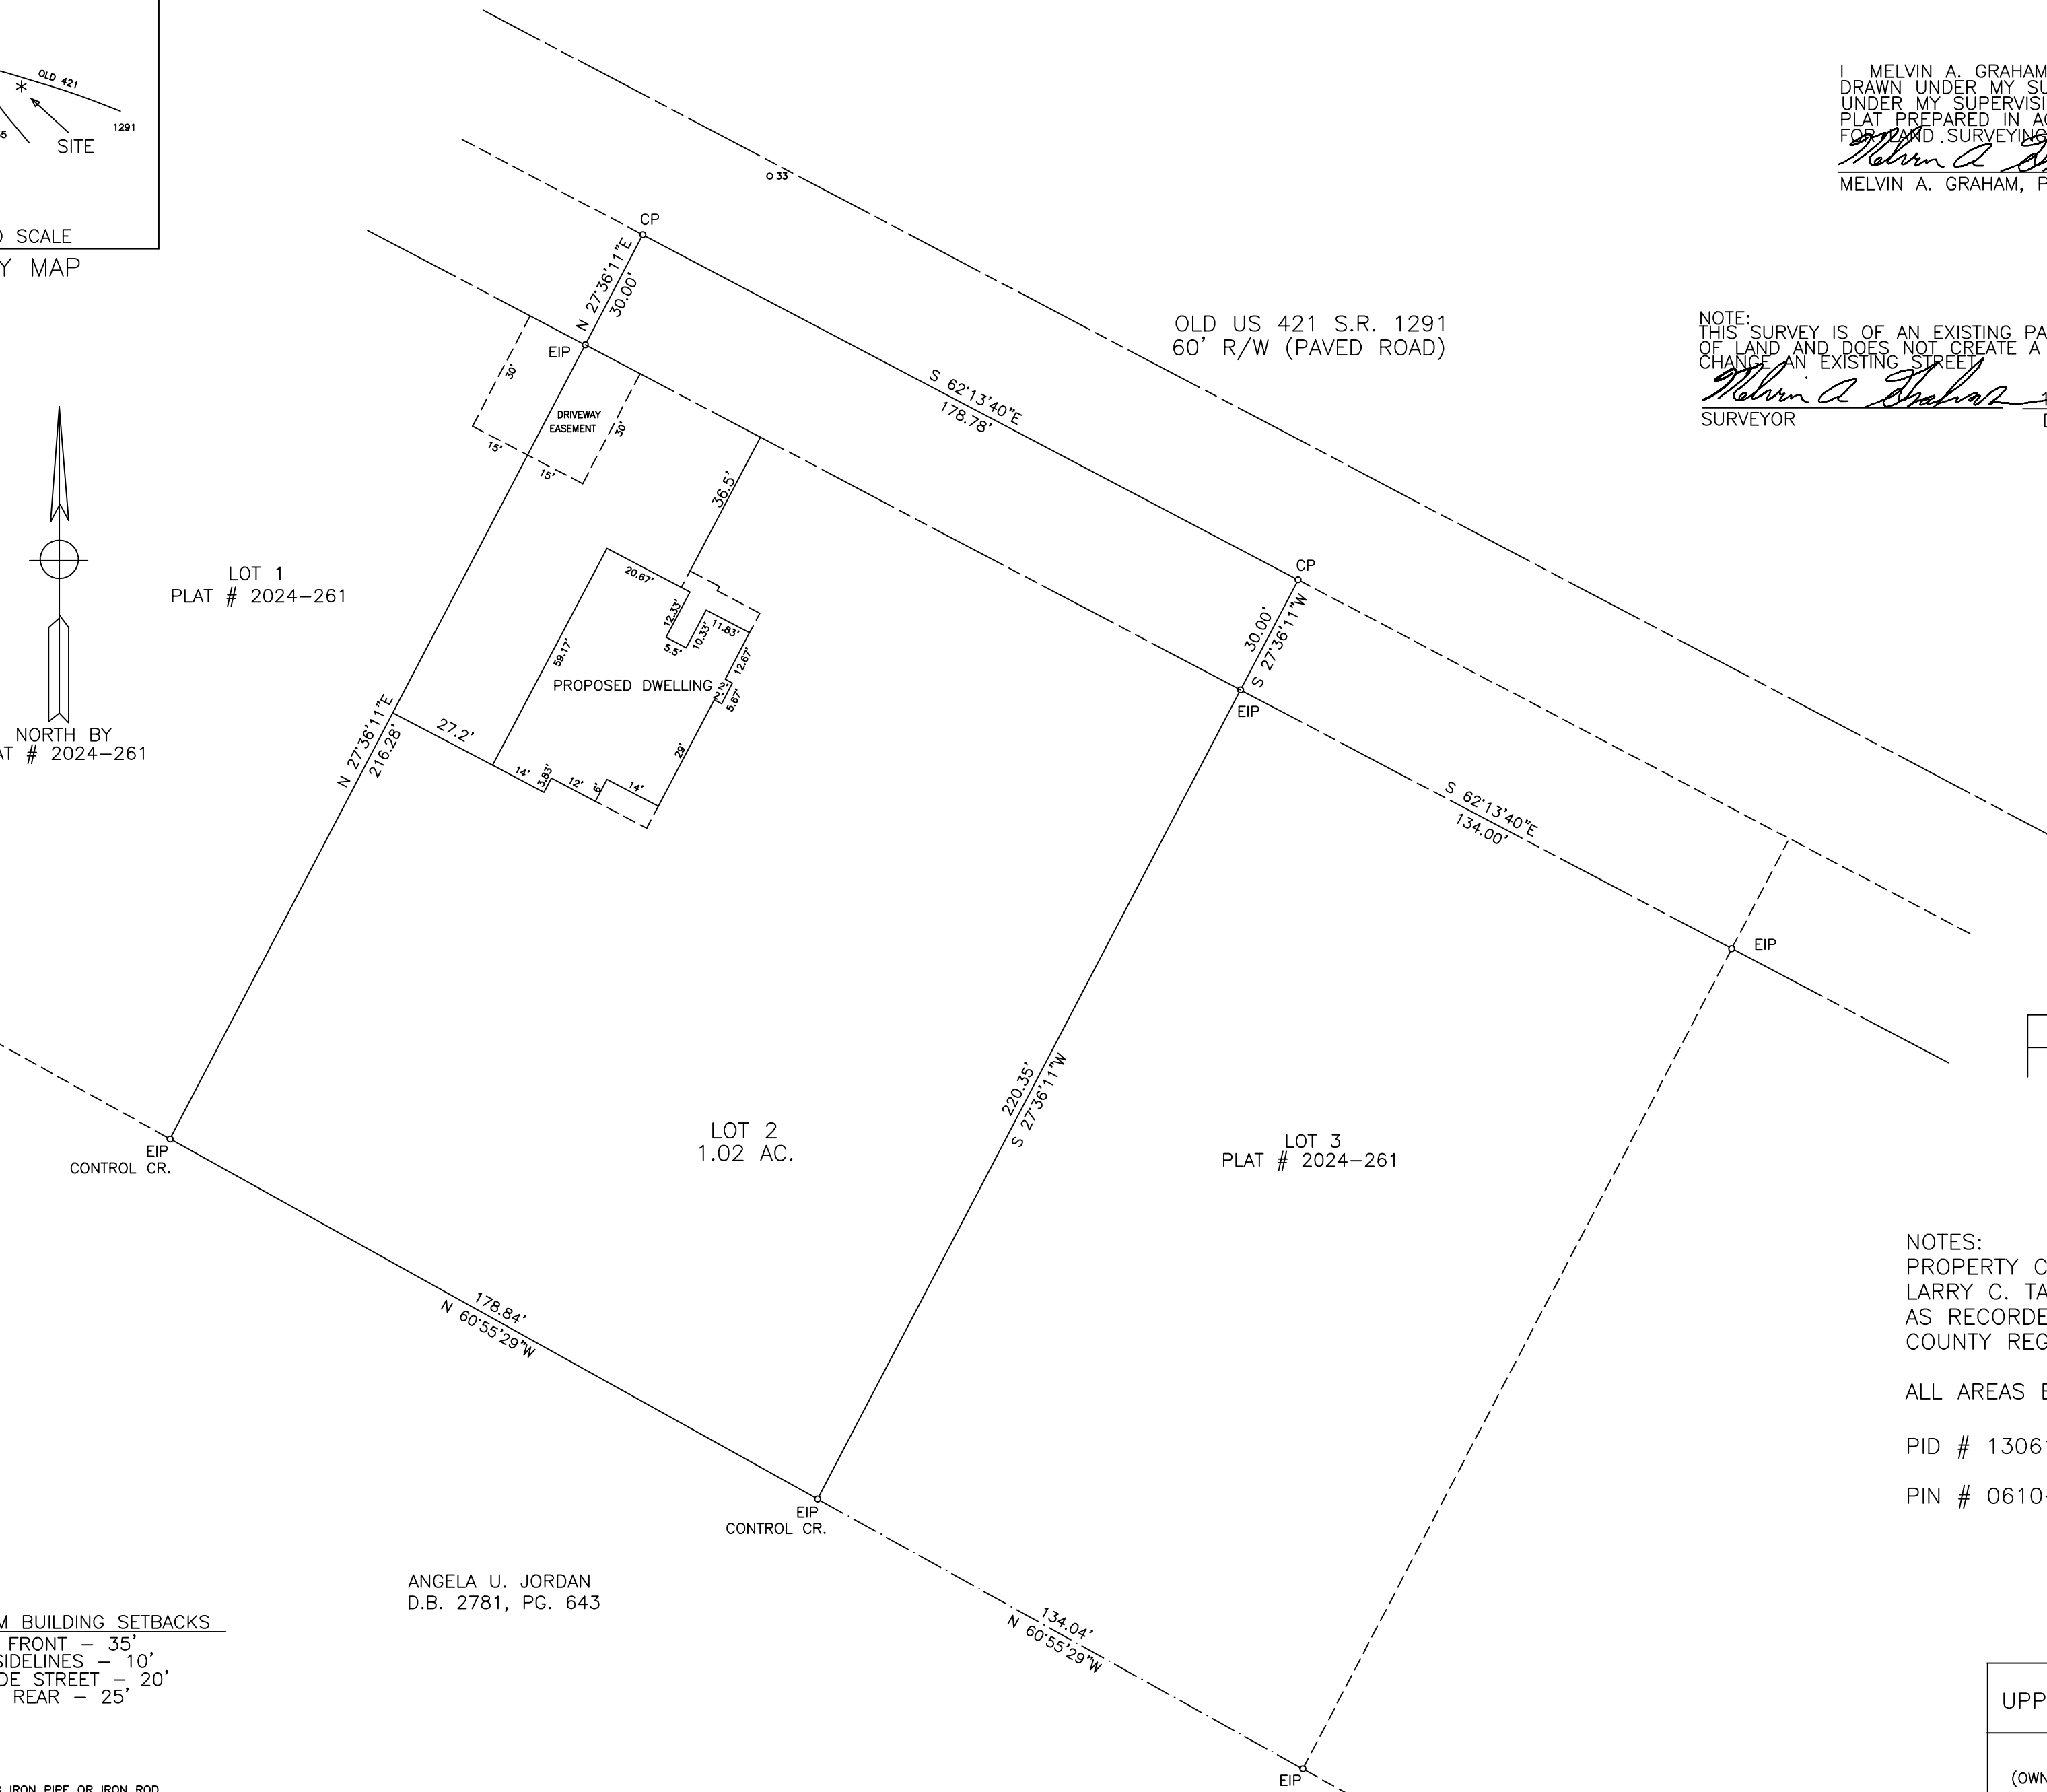 OLD 421
1291
SITE
SCALE
MAP
I MELVIN A. GRAHAM
DRAWN UNDER MY
UNDER MY
PLAT PREPARED IN
FOR LAND SURVEYING
Melvin A
MELVIN A. GRAHAM,
33
CP
N 27°36'11"E
30.00'
EIP
OLD US 421 S.R. 1291
60' R/W (PAVED ROAD)
NOTE:
THIS SURVEY IS OF AN EXISTING
OF LAND AND DOES NOT CREATE A
CHANGE AN EXISTING STREET
Melvin A Graham
SURVEYOR
S 62°13'40"E
178.78'
30'
DRIVEWAY
EASEMENT
30'
15'
15'
36.5'
LOT 1
PLAT # 2024-261
CP
30.00'
S 27°36'11"W
EIP
20.67'
12.33'
5.5'
10.33'
11.83'
12.67'
59.17'
PROPOSED DWELLING
2'
2'
5.67'
29'
27.2'
14'
3.83'
12'
6'
14'
N 27°36'11"E
216.28'
NORTH BY
# 2024-261
S 62°13'40"E
134.00'
EIP
220.35'
S 27°36'11"W
LOT 2
1.02 AC.
LOT 3
PLAT # 2024-261
EIP
CONTROL CR.
178.84'
N 60°55'29"W
EIP
CONTROL CR.
NOTES:
PROPERTY
LARRY C.
AS
COUNTY
ALL AREAS
PID # 1306
PIN # 0610-
ANGELA U. JORDAN
D.B. 2781, PG. 643
134.04'
N 60°55'29"W
EIP
BUILDING SETBACKS
FRONT - 35'
SIDELINES - 10'
STREET - 20'
REAR - 25'
UPP
(OWN
IRON PIPE OR IRON ROD